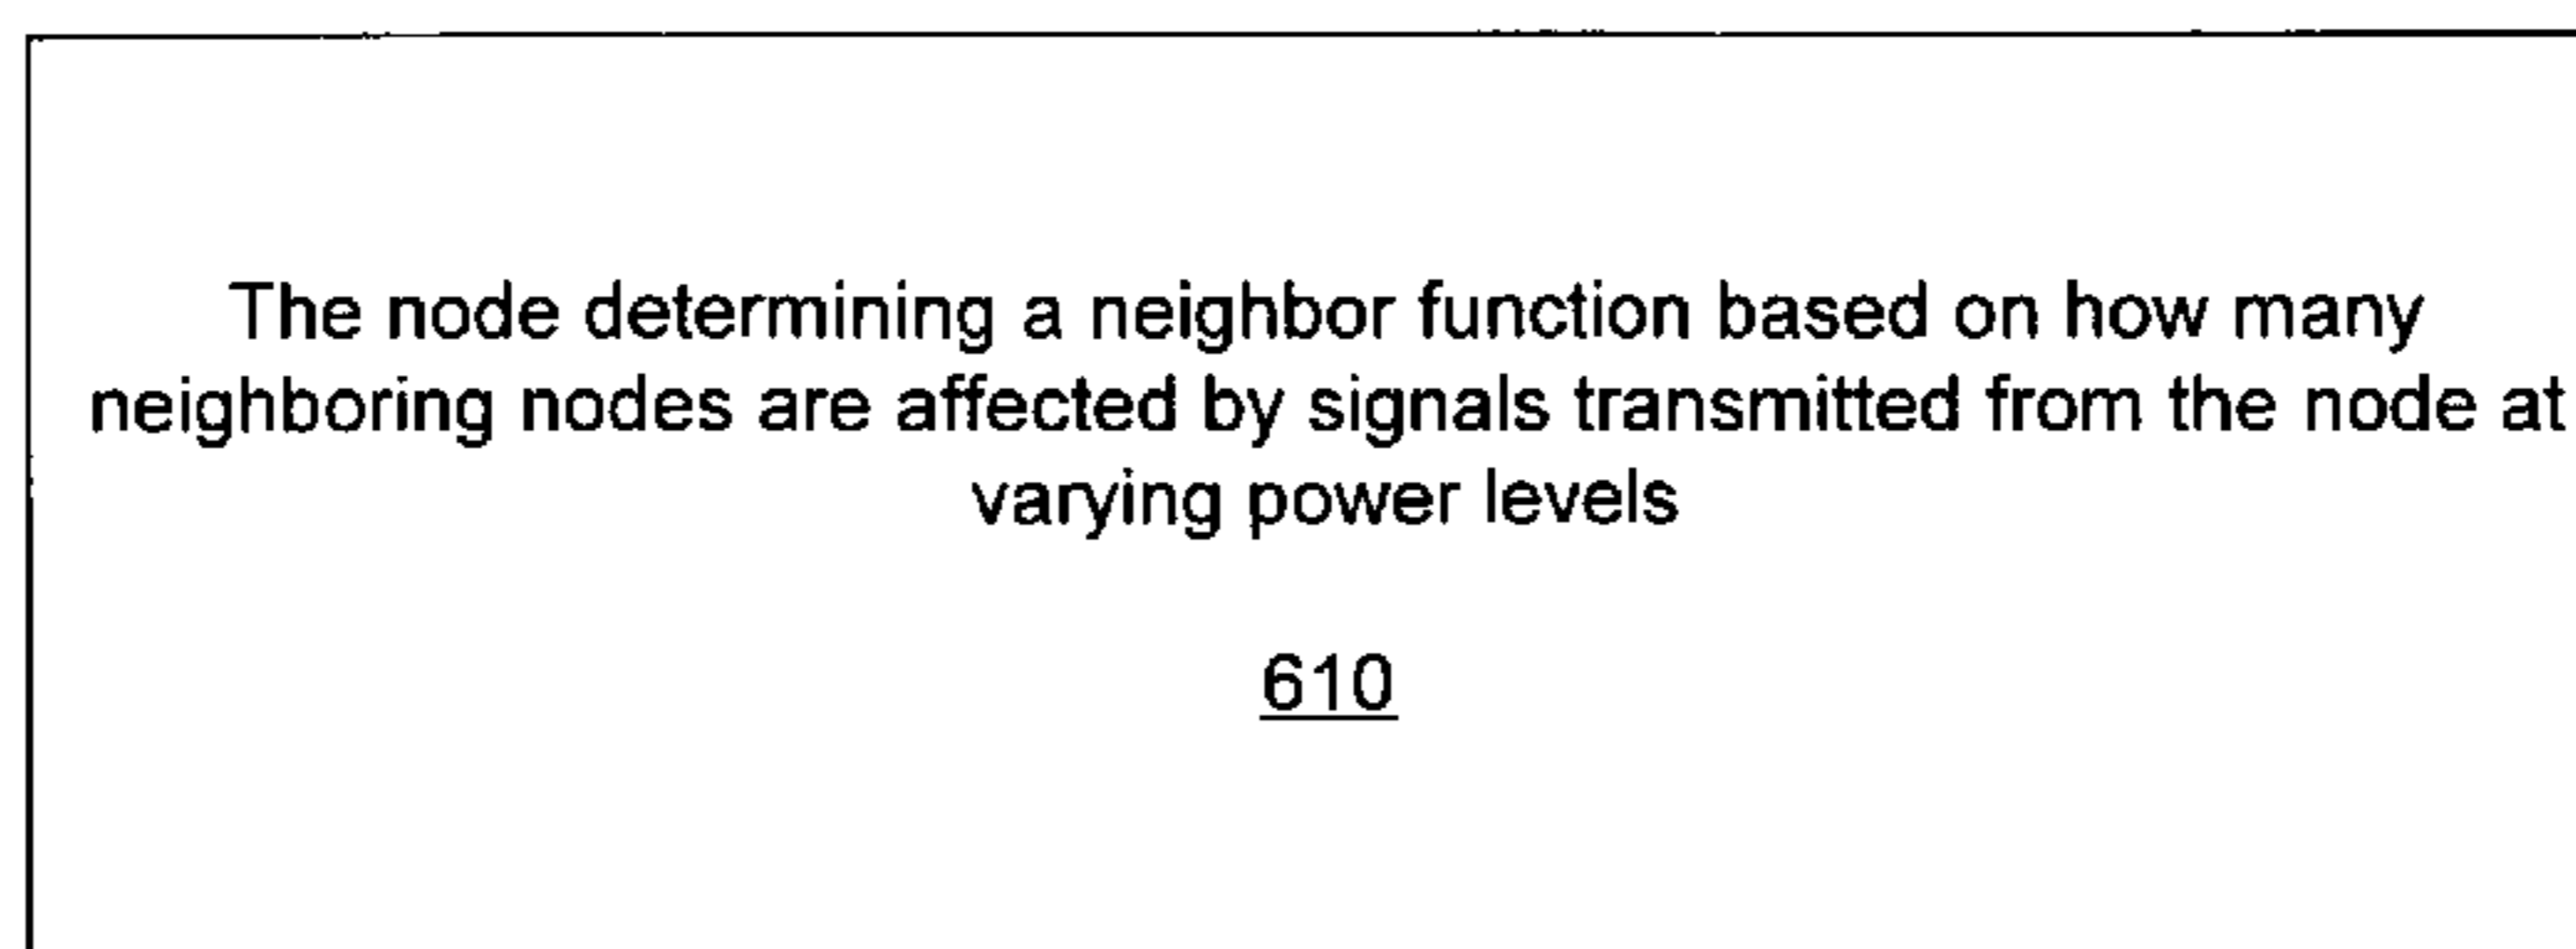 The node determining a neighbor function based on how many
neighboring nodes are affected by signals transmitted from the node at
varying power levels
610